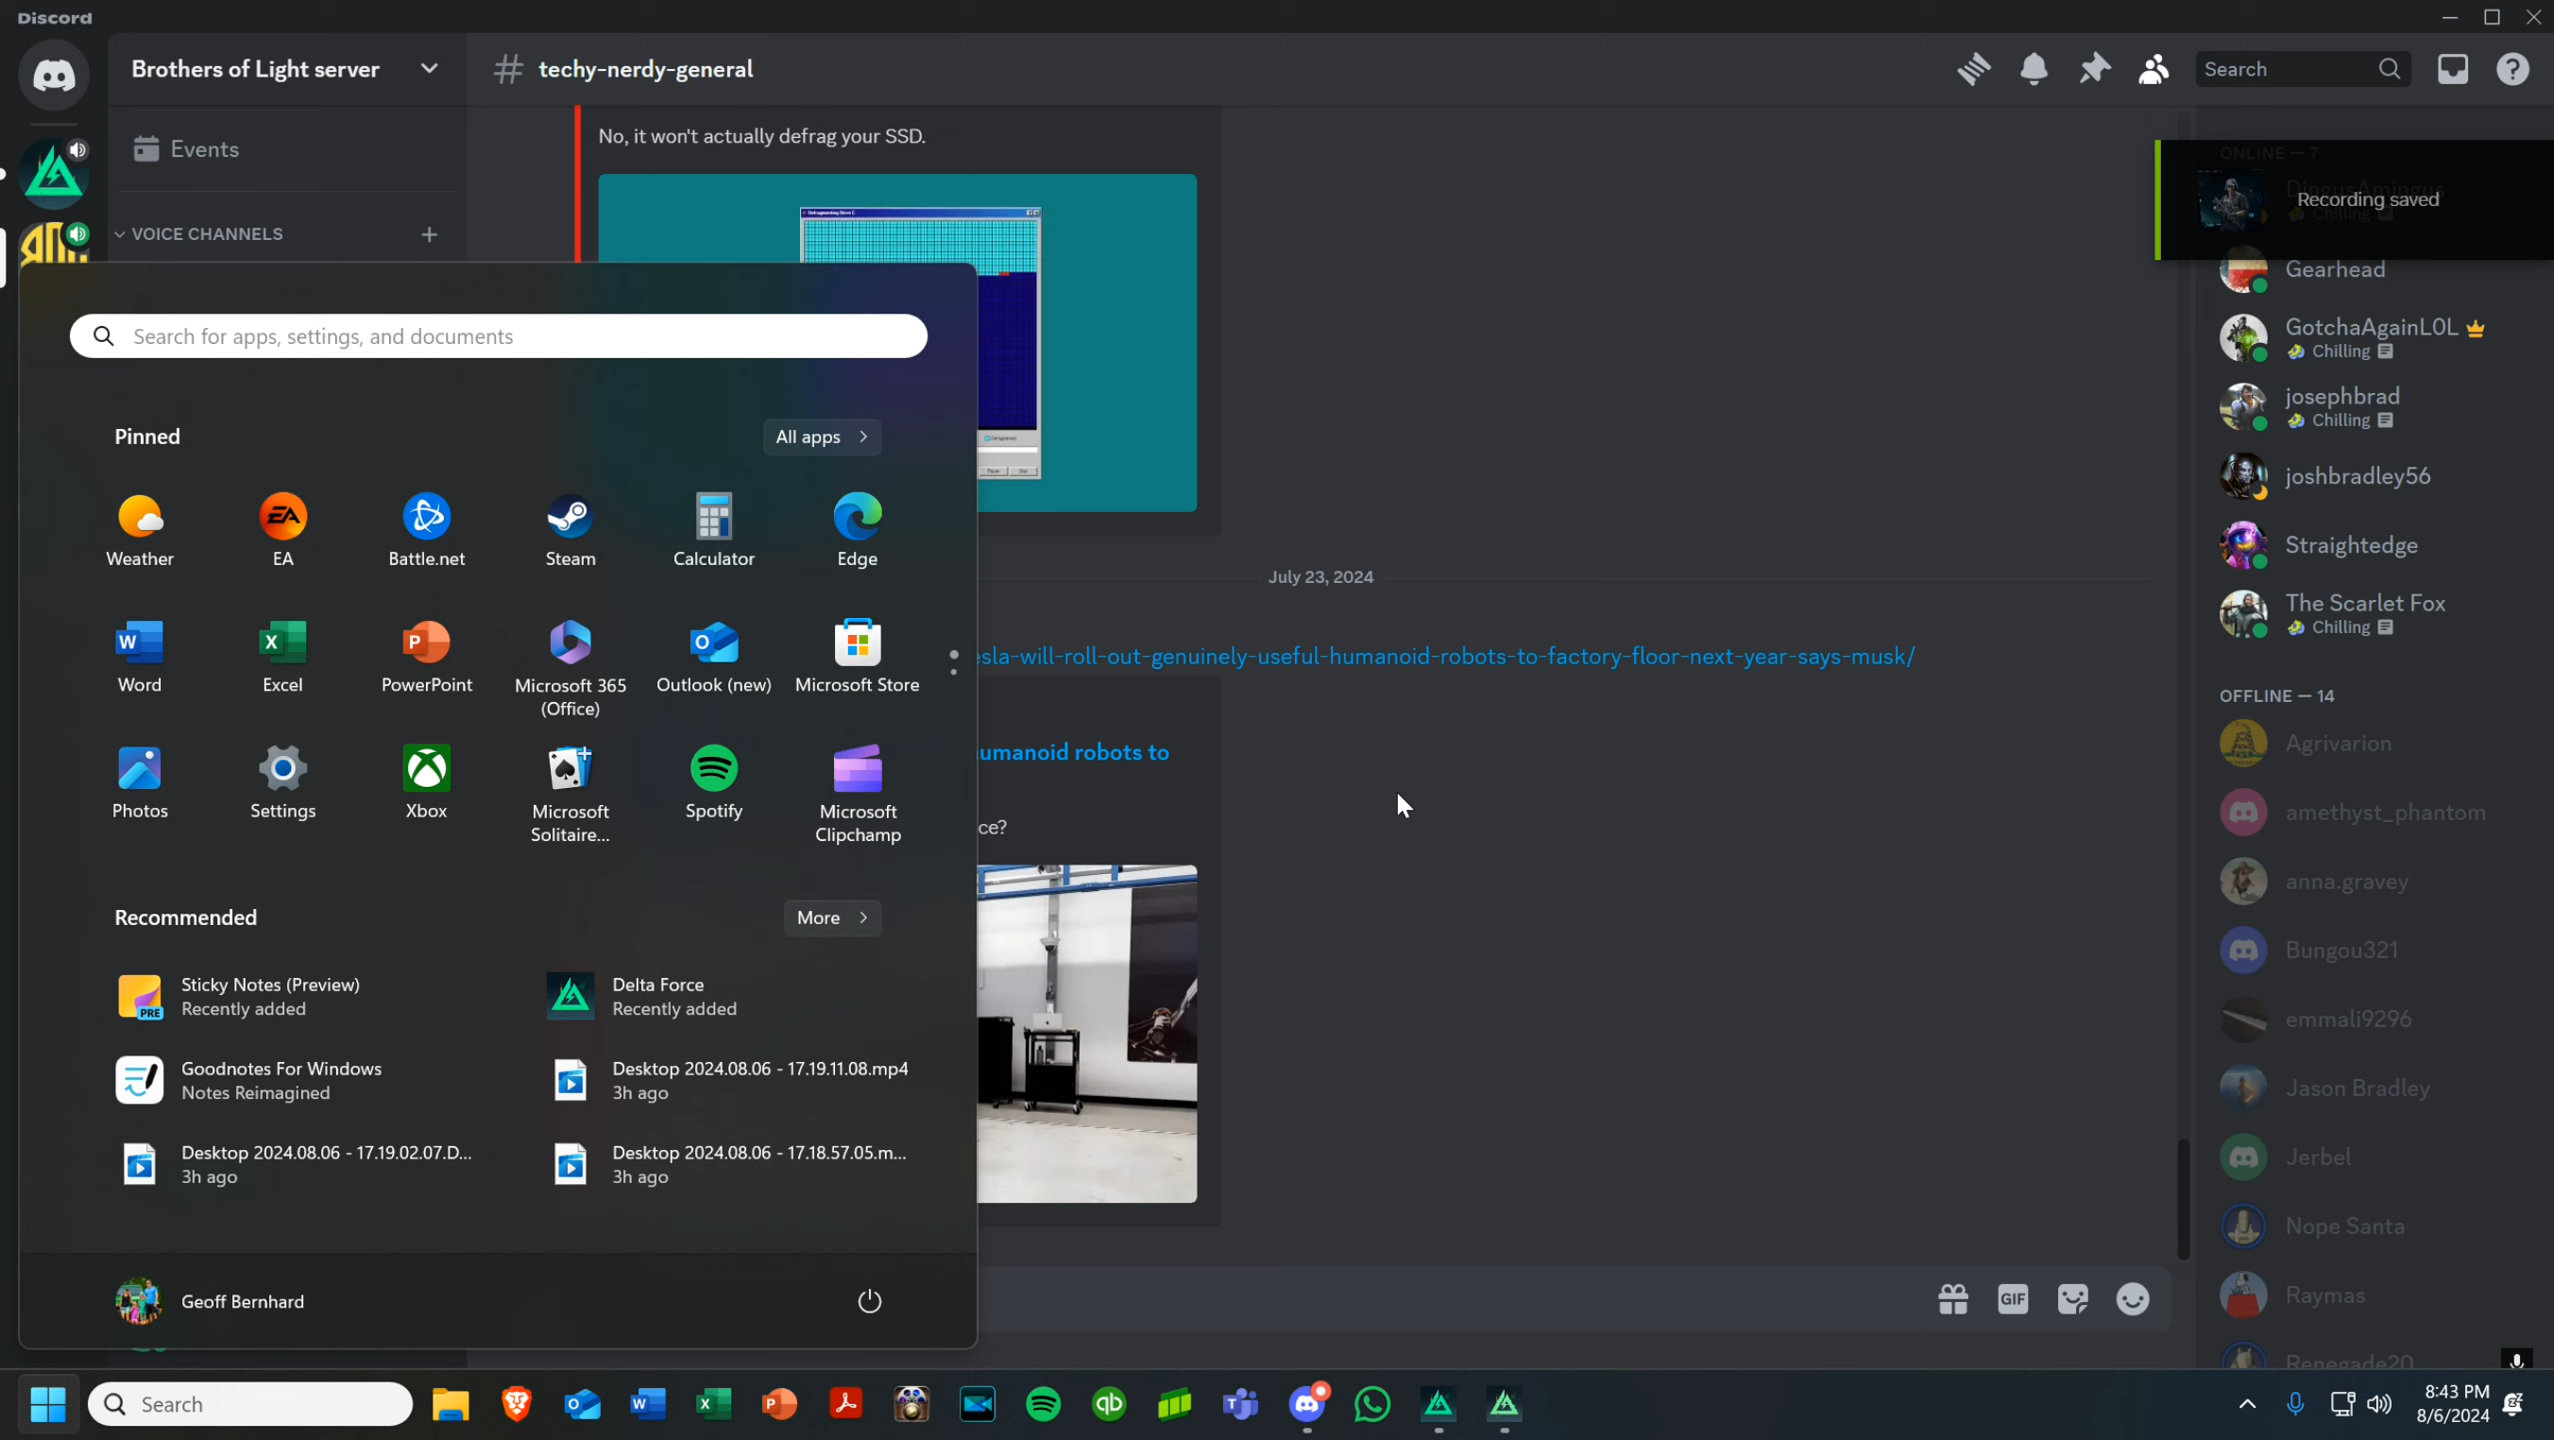 Discord
Brothers of Light server
# techy-nerdy-general
Search
Events
VOICE CHANNELS
No, it won't actually defrag your SSD.
ONLINE — 7
DingusAmingus
Chilling
Recording saved
Gearhead
GotchaAgainL0L
Chilling
josephbrad
Chilling
joshbradley56
Straightedge
The Scarlet Fox
Chilling
OFFLINE — 14
Agrivarion
amethyst_phantom
anna.gravey
Bungou321
emmali9296
Jason Bradley
Jerbel
Nope Santa
Raymas
Renegade20
July 23, 2024
esla-will-roll-out-genuinely-useful-humanoid-robots-to-factory-floor-next-year-says-musk/
umanoid robots to
ce?
GIF
Search for apps, settings, and documents
Pinned
All apps >
Weather
EA
Battle.net
Steam
Calculator
Edge
Word
Excel
PowerPoint
Microsoft 365
(Office)
Outlook (new)
Microsoft Store
Photos
Settings
Xbox
Microsoft
Solitaire...
Spotify
Microsoft
Clipchamp
Recommended
More >
Sticky Notes (Preview)
Recently added
Delta Force
Recently added
Goodnotes For Windows
Notes Reimagined
Desktop 2024.08.06 - 17.19.11.08.mp4
3h ago
Desktop 2024.08.06 - 17.19.02.07.D...
3h ago
Desktop 2024.08.06 - 17.18.57.05.m...
3h ago
Geoff Bernhard
Search
8:43 PM
8/6/2024